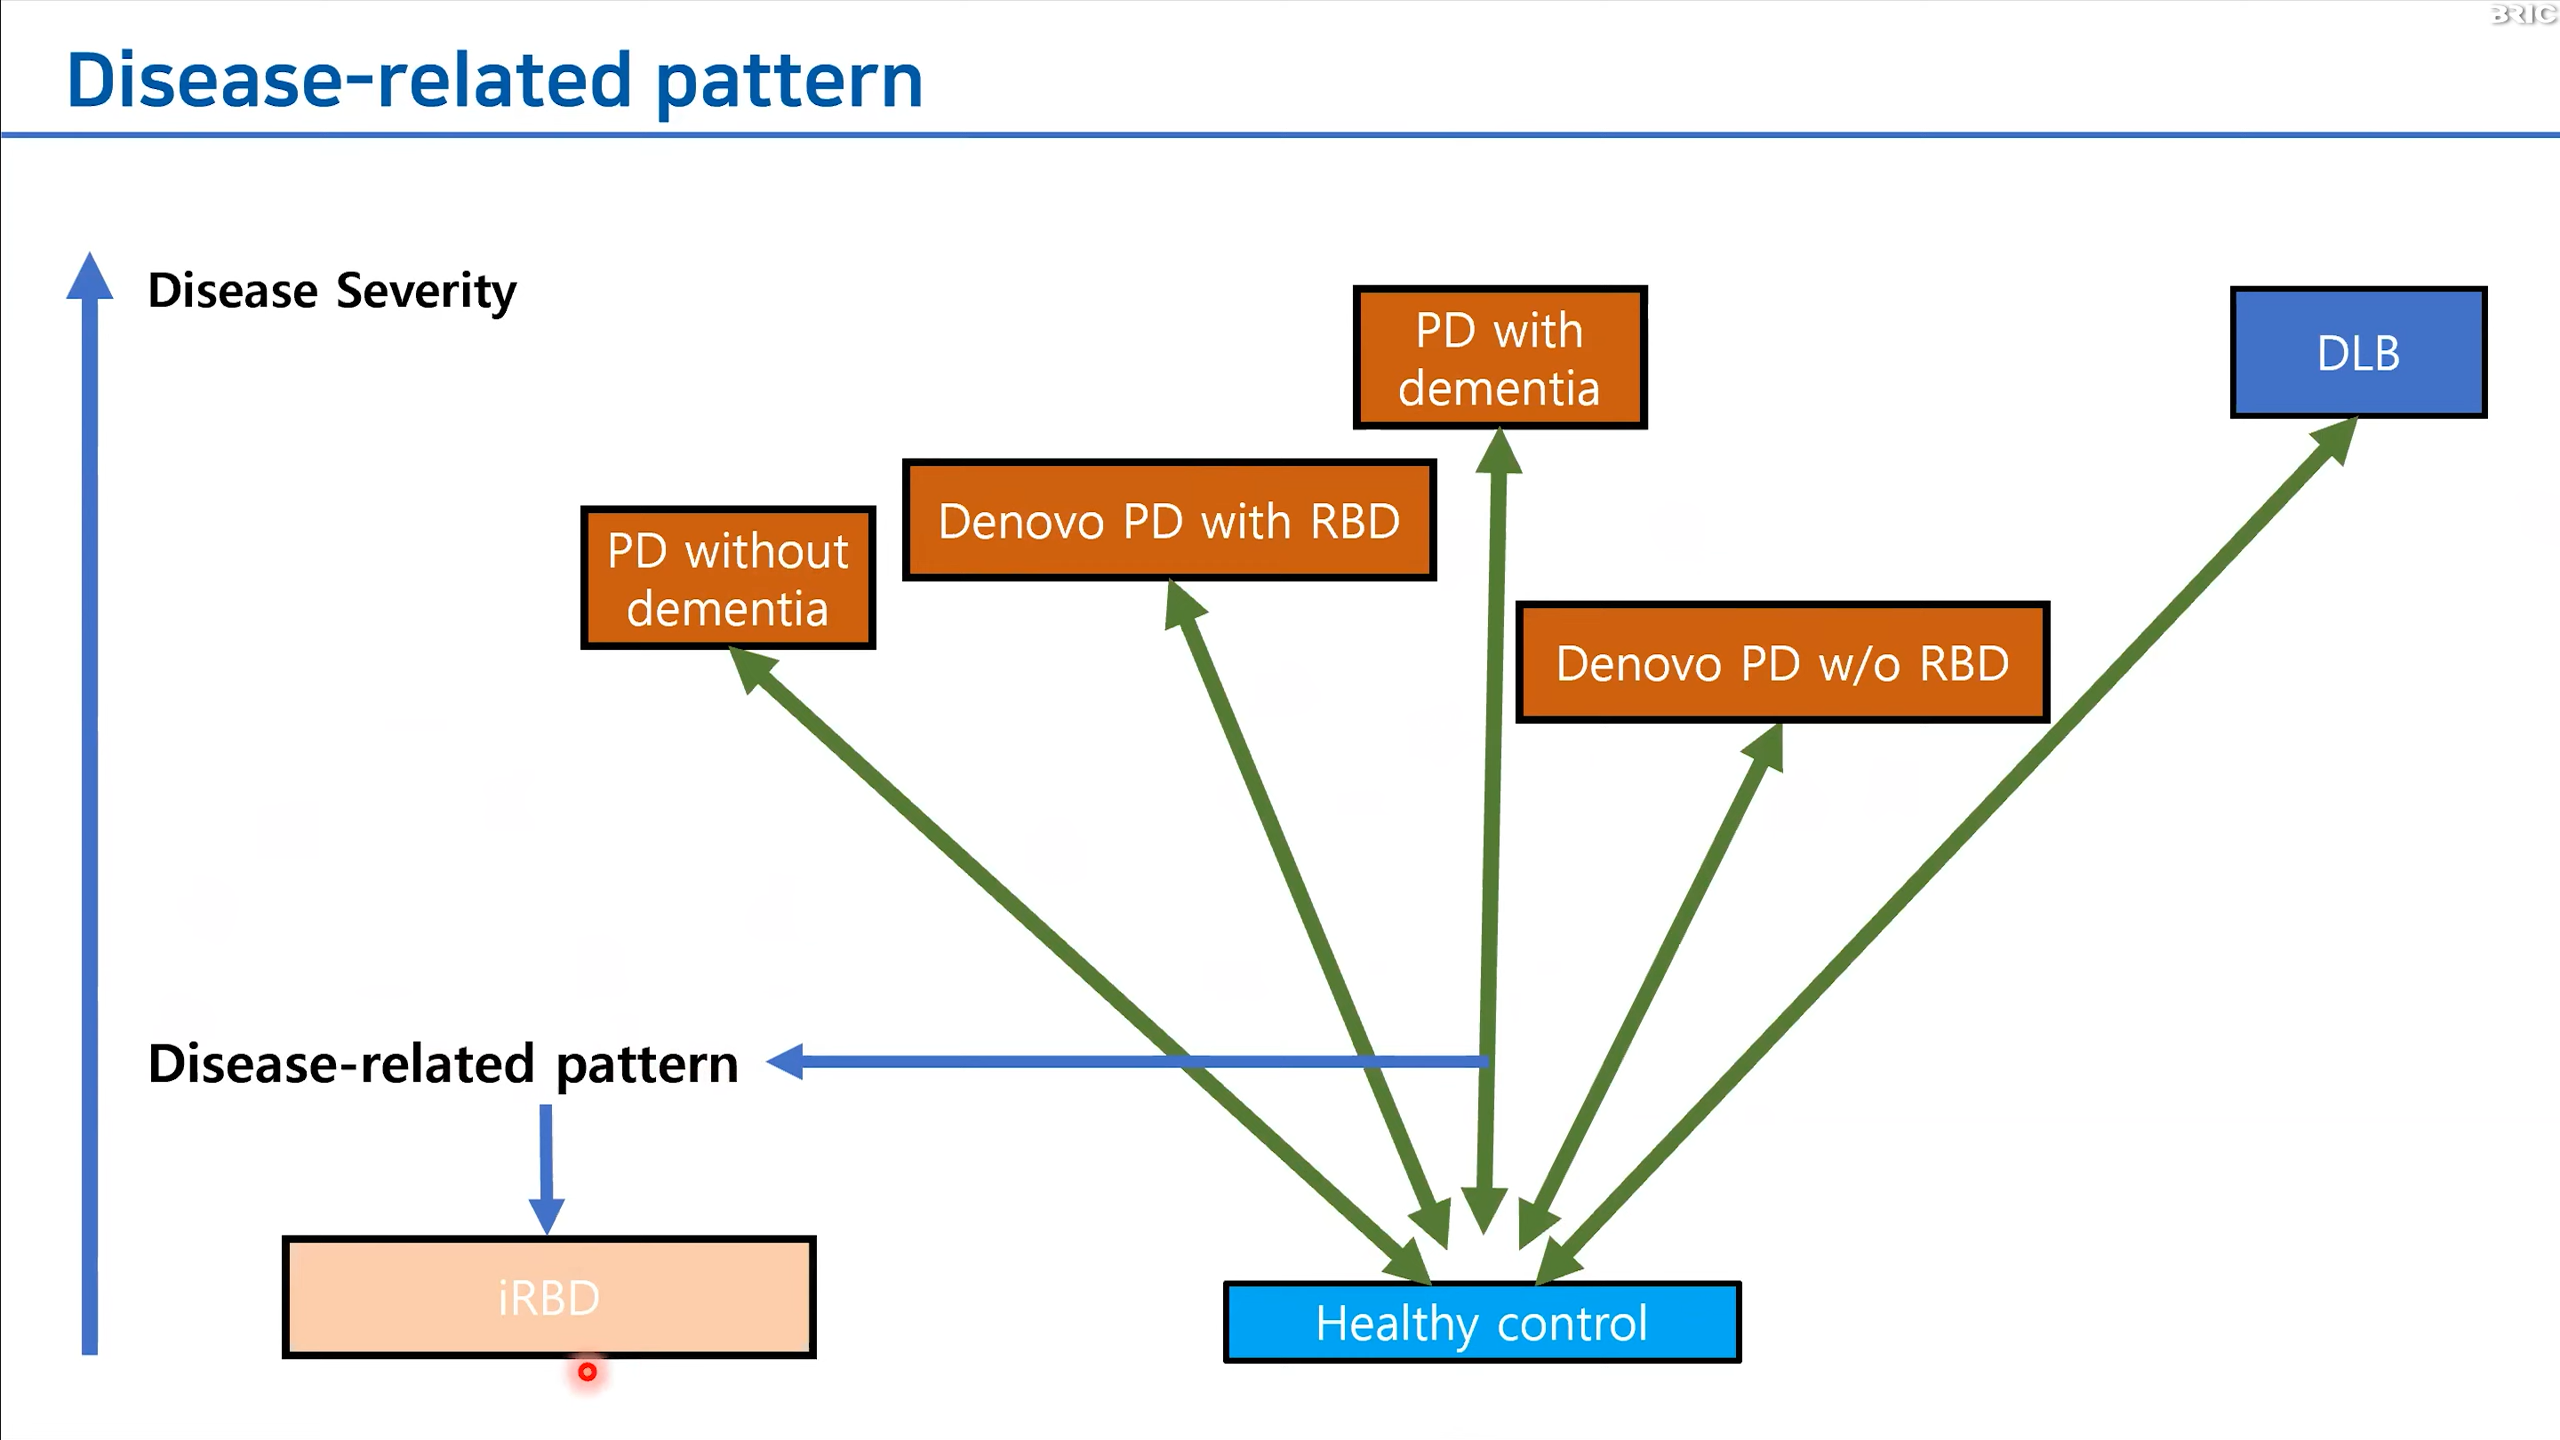 BRIC
Disease-related pattern
Disease Severity
PD with
dementia
DLB
Denovo PD with RBD
PD without
dementia
Denovo PD w/o RBD
Disease-related pattern
iRBD
Healthy control